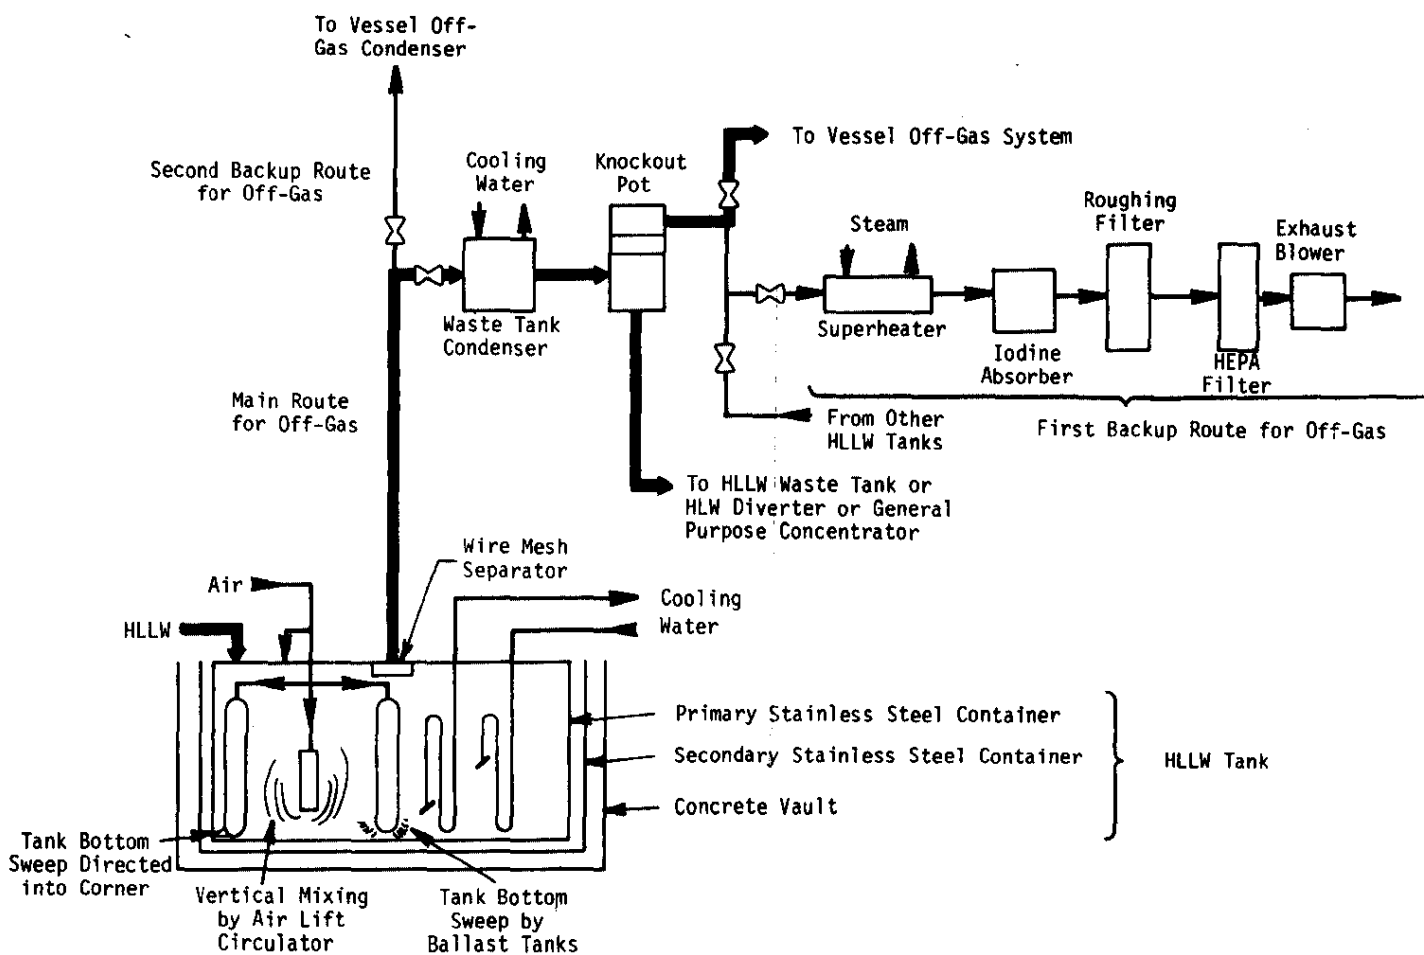 To Vessel Off-
Gas Condenser
Second Backup Route
for Off-Gas
Cooling
Water
Knockout
Pot
To Vessel Off-Gas System
Steam
Roughing
Filter
Exhaust
Blower
Waste Tank
Condenser
Superheater
Iodine
Absorber
HEPA
Filter
Main Route
for Off-Gas
From Other
HLLW Tanks
First Backup Route for Off-Gas
To HLLW Waste Tank or
HLW Diverter or General
Purpose Concentrator
Wire Mesh
Separator
Air
HLLW
Cooling
Water
Primary Stainless Steel Container
Secondary Stainless Steel Container
Concrete Vault
HLLW Tank
Tank Bottom
Sweep Directed
into Corner
Vertical Mixing
by Air Lift
Circulator
Tank Bottom
Sweep by
Ballast Tanks